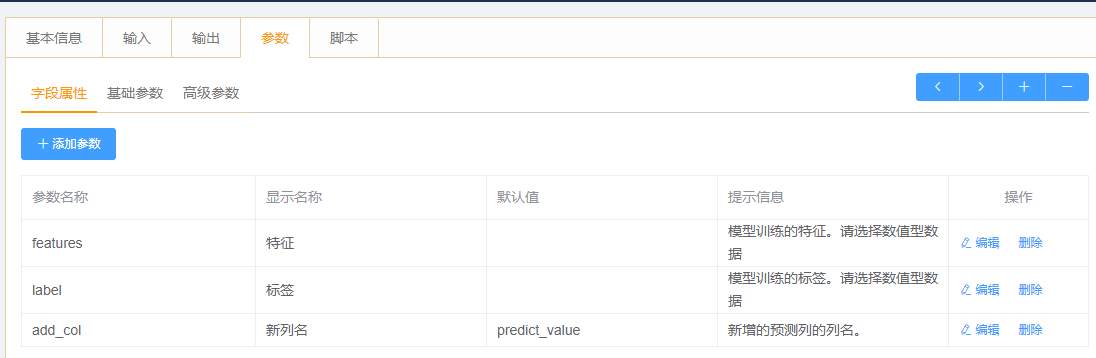 基本信息 输入 输出 参数 脚本
字段属性 基础参数 高级参数
添加参数
参数名称 显示名称 默认值 提示信息 操作
features 特征 模型训练的特征。请选择数值型数
据 编辑 删除
label 标签 模型训练的标签。请选择数值型数
据 编辑 删除
add_col 新列名 predict_value 新增的预测列的列名。 编辑 删除